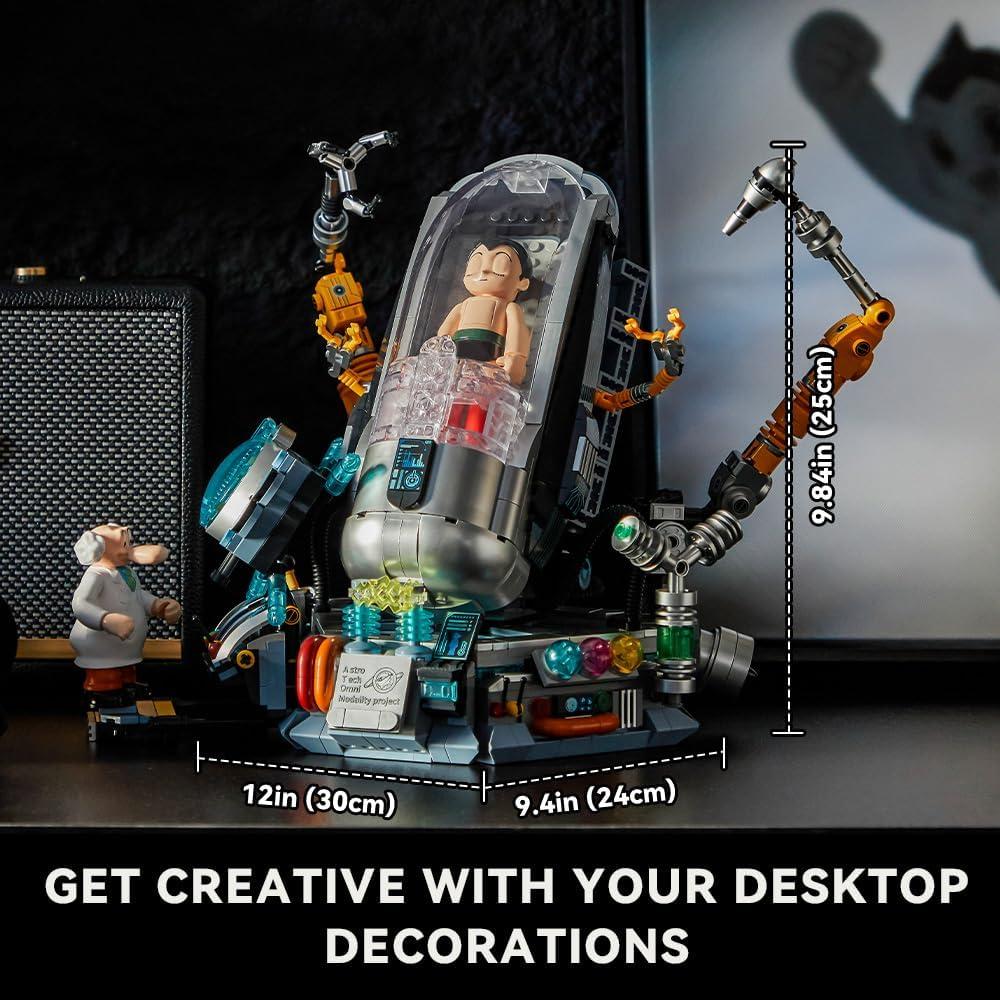 Astro
Tech
Omni
Modality project
9.84in (25cm)
12in (30cm)
9.4in (24cm)
GET CREATIVE WITH YOUR DESKTOP
DECORATIONS